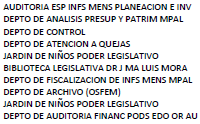 AUDITORIA ESP INFS MENS PLANEACION E INV
DEPTO DE ANALISIS PRESUP Y PATRIM MPAL
DEPTO DE CONTROL
DEPTO DE ATENCION A QUEJAS
JARDIN DE NIÑOS PODER LEGISLATIVO
BIBLIOTECA LEGISLATIVA DR J MA LUIS MORA
DEPTO DE FISCALIZACION DE INFS MENS MPAL
DEPTO DE ARCHIVO (OSFEM)
JARDIN DE NIÑOS PODER LEGISLATIVO
DEPTO DE AUDITORIA FINANC PODS EDO OR AU